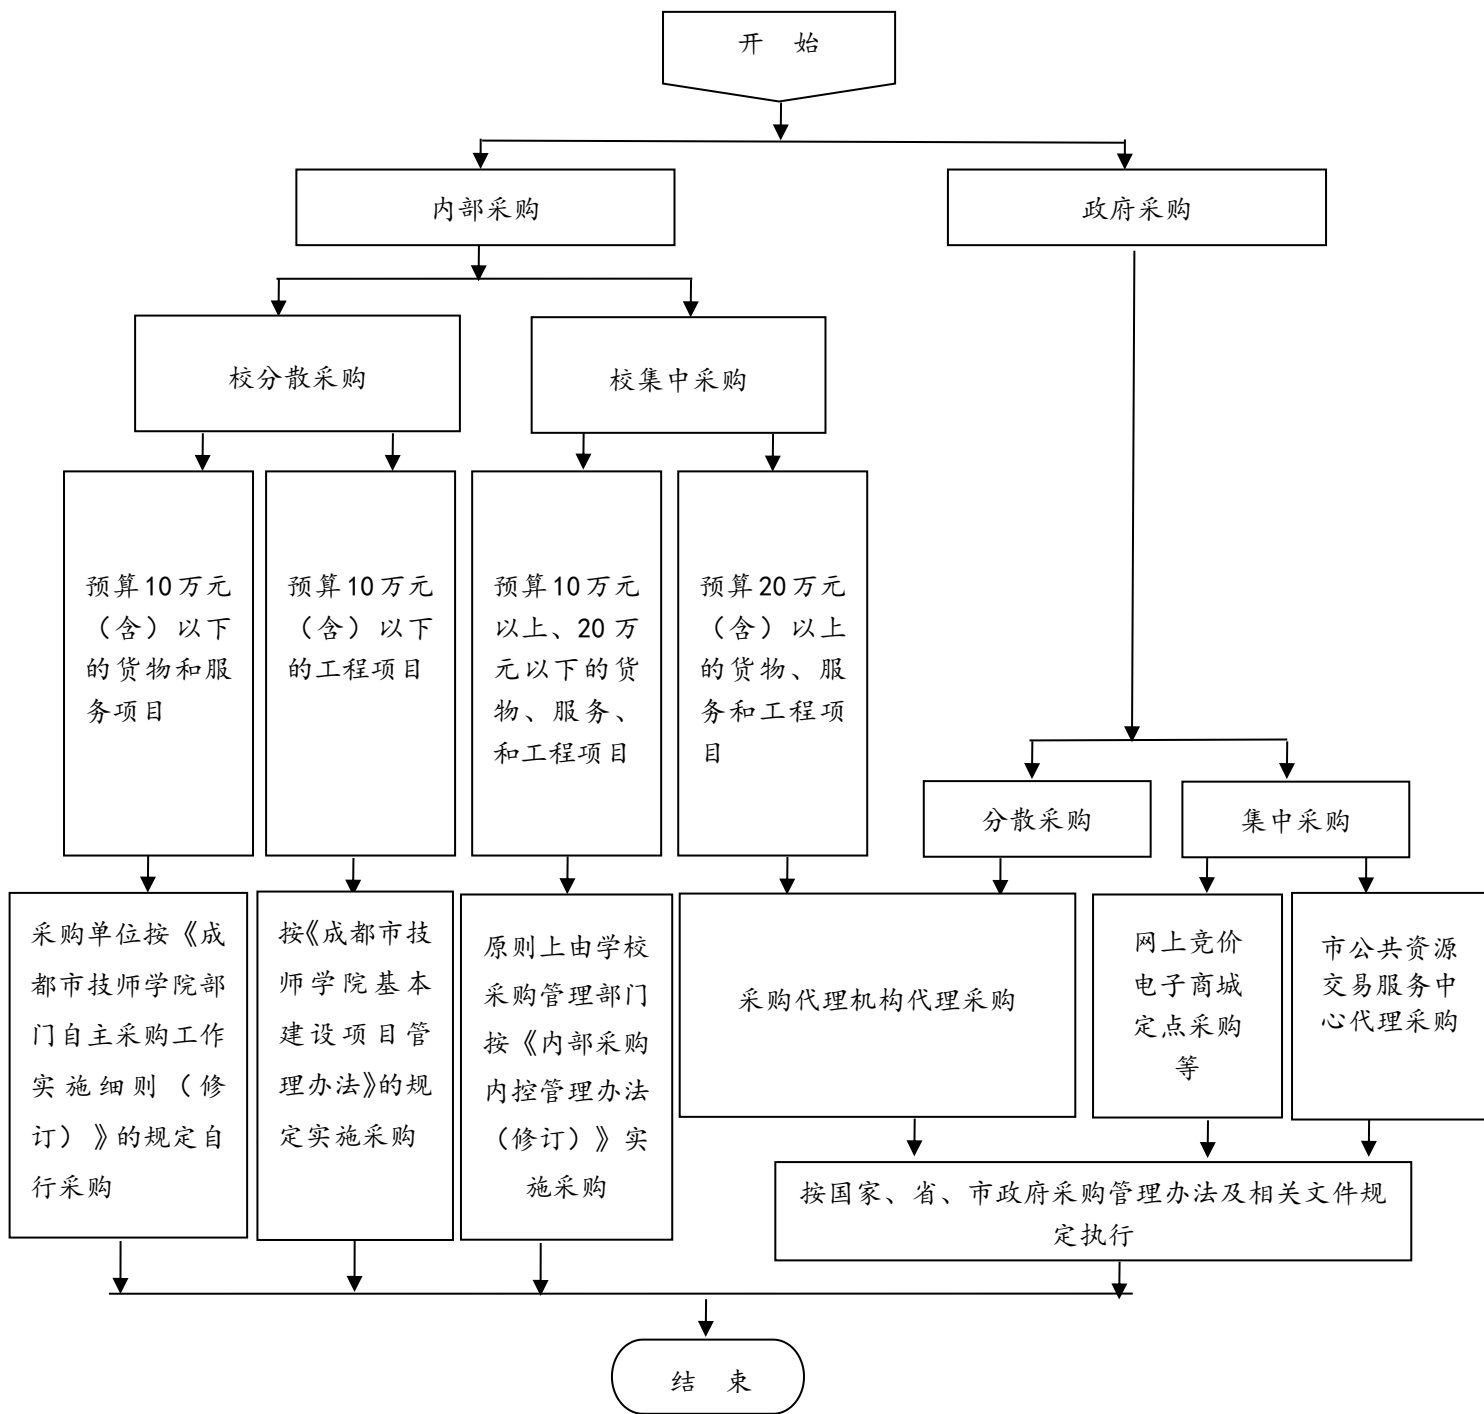 开 始
内部采购
政府采购
校分散采购
校集中采购
预算10万元
（含）以下
的货物和服
务项目
预算10万元
（含）以下
的工程项目
预算10万元
以上、20万
元以下的货
物、服务、
和工程项目
预算20万元
（含）以上
的货物、服
务和工程项
目
分散采购
集中采购
采购单位按《成
都市技师学院部
门自主采购工作
实施细则（修
订）》的规定自
行采购
按《成都市技
师学院基本
建设项目管
理办法》的规
定实施采购
原则上由学校
采购管理部门
按《内部采购
内控管理办法
（修订）》实
施采购
采购代理机构代理采购
网上竞价
电子商城
定点采购
等
市公共资源
交易服务中
心代理采购
按国家、省、市政府采购管理办法及相关文件规
定执行
结 束